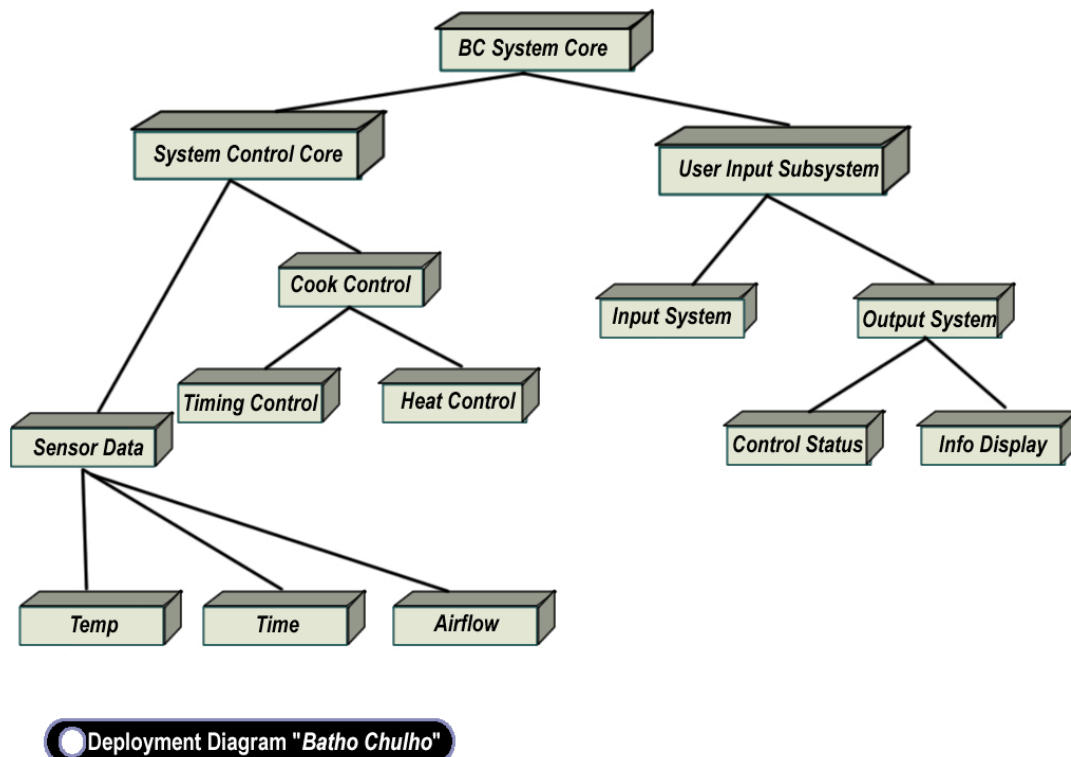 BC System Core
System Control Core
User Input Subsystem
Cook Control
Input System
Output System
Timing Control
Heat Control
Sensor Data
Control Status
Info Display
Temp
Time
Airflow
Deployment Diagram "Batho Chulho"